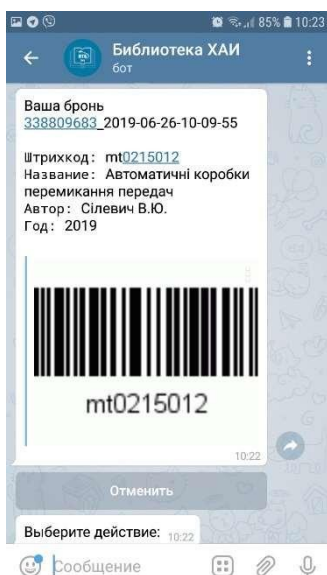 85% 10:23
Библиотека ХАИ
бот
Ваша бронь
338809683_2019-06-26-10-09-55
Штрихкод: mt0215012
Название: Автоматичні коробки
перемикання передач
Автор: Сілевич В.Ю.
Год: 2019
mt0215012
10:22
Отменить
Выберите действие: 10:22
Сообщение